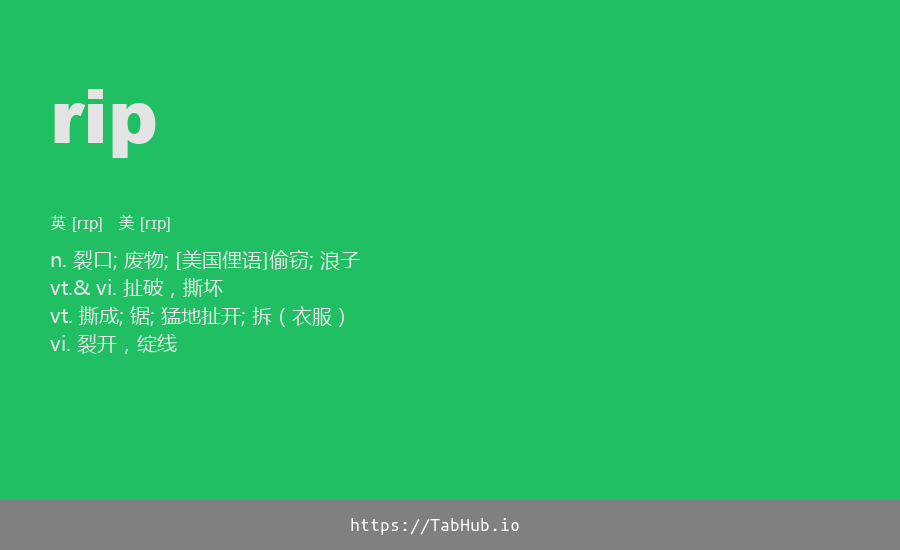 rip
英 [rɪp] 美 [rɪp]
n. 裂口; 废物; [美国俚语]偷窃; 浪子
vt.& vi. 扯破，撕坏
vt. 撕成; 锯; 猛地扯开; 拆（衣服）
vi. 裂开，绽线
https://TabHub.io